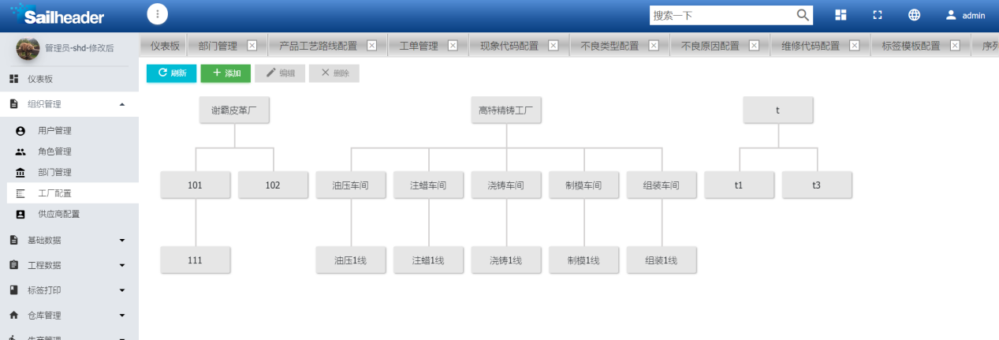 Sailheader
搜索一下
admin
管理员-shd-修改后
仪表板
组织管理
用户管理
角色管理
部门管理
工厂配置
供应商配置
基础数据
工程数据
标签打印
仓库管理
生产管理
仪表板 部门管理 产品工艺路线配置 工单管理 现象代码配置 不良类型配置 不良原因配置 维修代码配置 标签模板配置 序列
刷新 添加 编辑 删除
谢霸皮革厂 高特精铸工厂 t
101 102 油压车间 注蜡车间 浇铸车间 制模车间 组装车间 t1 t3
111 油压1线 注蜡1线 浇铸1线 制模1线 组装1线